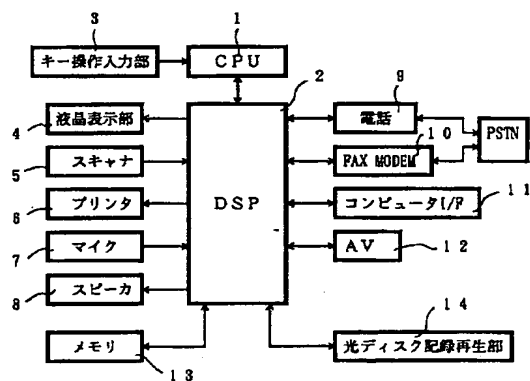 3
1
キー操作入力部
CPU
2
9
4
液晶表示部
電話
10
PSTN
5
スキャナ
FAX MODEM
DSP
11
6
プリンタ
コンピュータI/F
7
マイク
AV
12
8
スピーカ
14
メモリ
13
光ディスク記録再生部